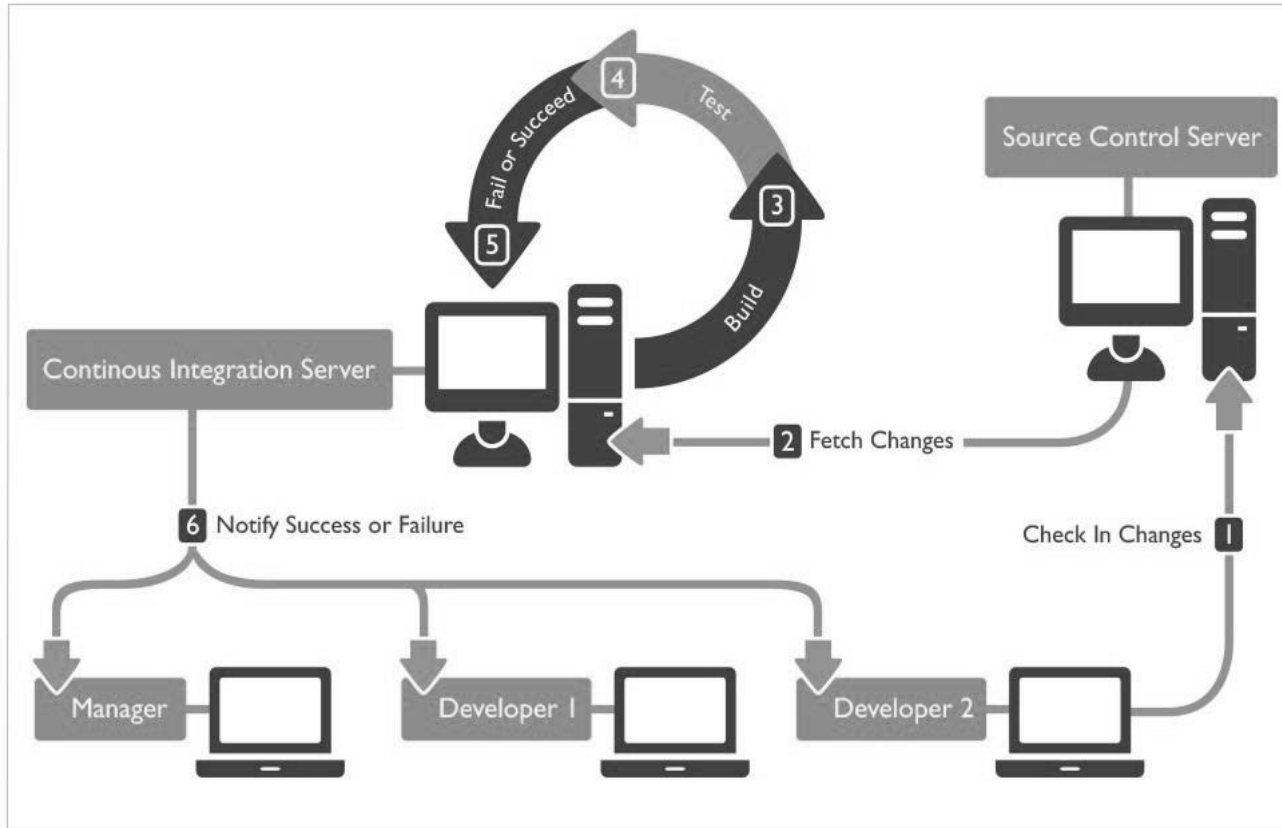 4
Test
Fail or Succeed
Source Control Server
3
5
Build
Continous Integration Server
2 Fetch Changes
6 Notify Success or Failure
Check In Changes 1
Manager
Developer 1
Developer 2